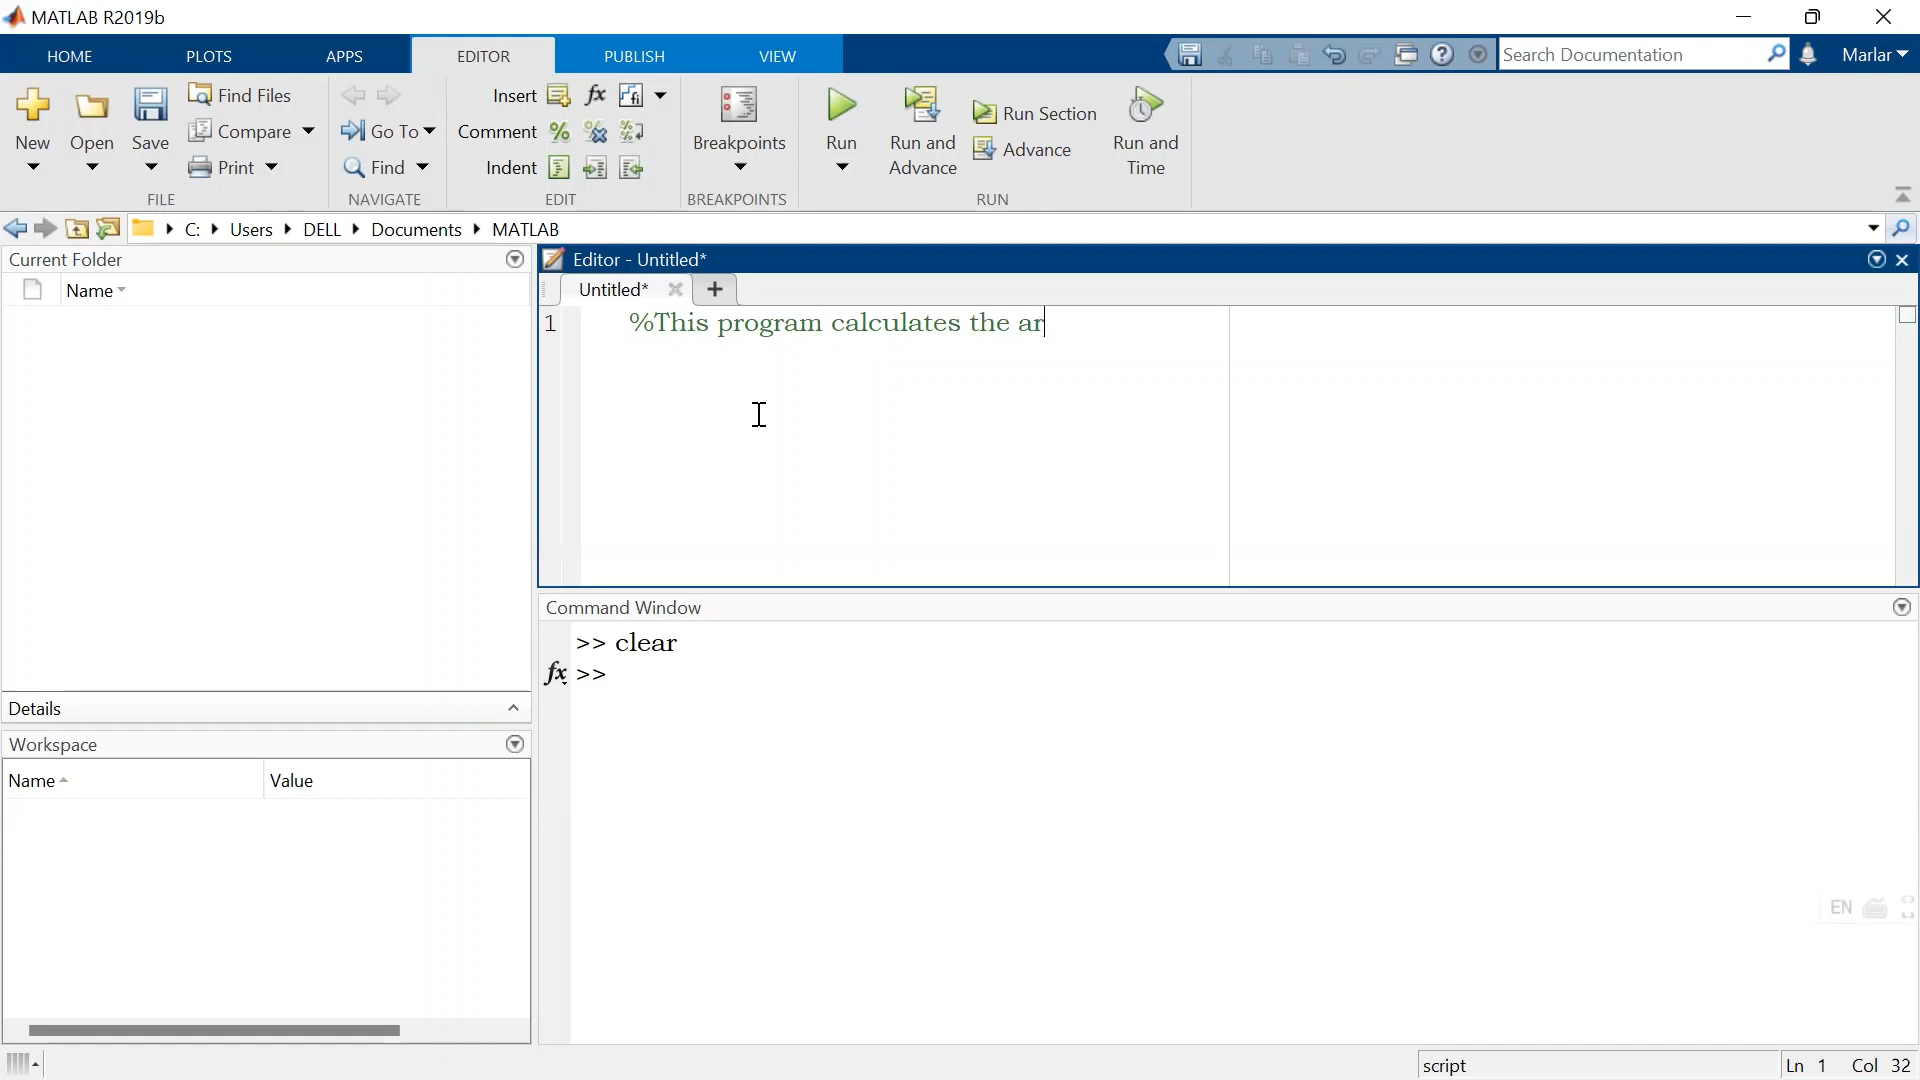 MATLAB R2019b
HOME PLOTS APPS EDITOR PUBLISH VIEW
Search Documentation
Marlar
New
Open
Save
Find Files
Compare
Print
FILE
Go To
Find
NAVIGATE
Insert fx
Comment
Indent
EDIT
Breakpoints
BREAKPOINTS
Run
Run and
Advance
Run Section
Advance
Run and
Time
RUN
C: Users DELL Documents MATLAB
Current Folder
Name
Details
Workspace
Name Value
Editor - Untitled*
Untitled*
1 %This program calculates the ar
Command Window
>> clear
fx >>
EN
script
Ln 1 Col 32